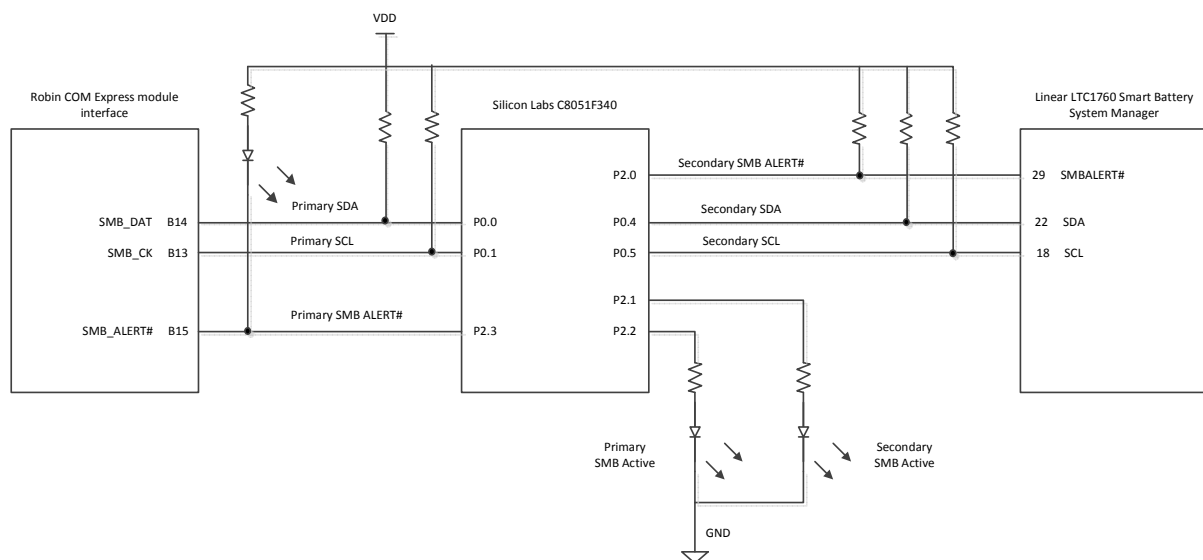 VDD
Robin COM Express module
interface
Silicon Labs C8051F340
Linear LTC1760 Smart Battery
System Manager
Secondary SMB ALERT#
P2.0
29 SMBALERT#
Primary SDA
SMB_DAT B14
P0.0
P0.4
Secondary SDA
22 SDA
SMB_CK B13
Primary SCL
P0.1
P0.5
Secondary SCL
18 SCL
P2.1
SMB_ALERT# B15
Primary SMB ALERT#
P2.3
P2.2
Primary
SMB Active
Secondary
SMB Active
GND